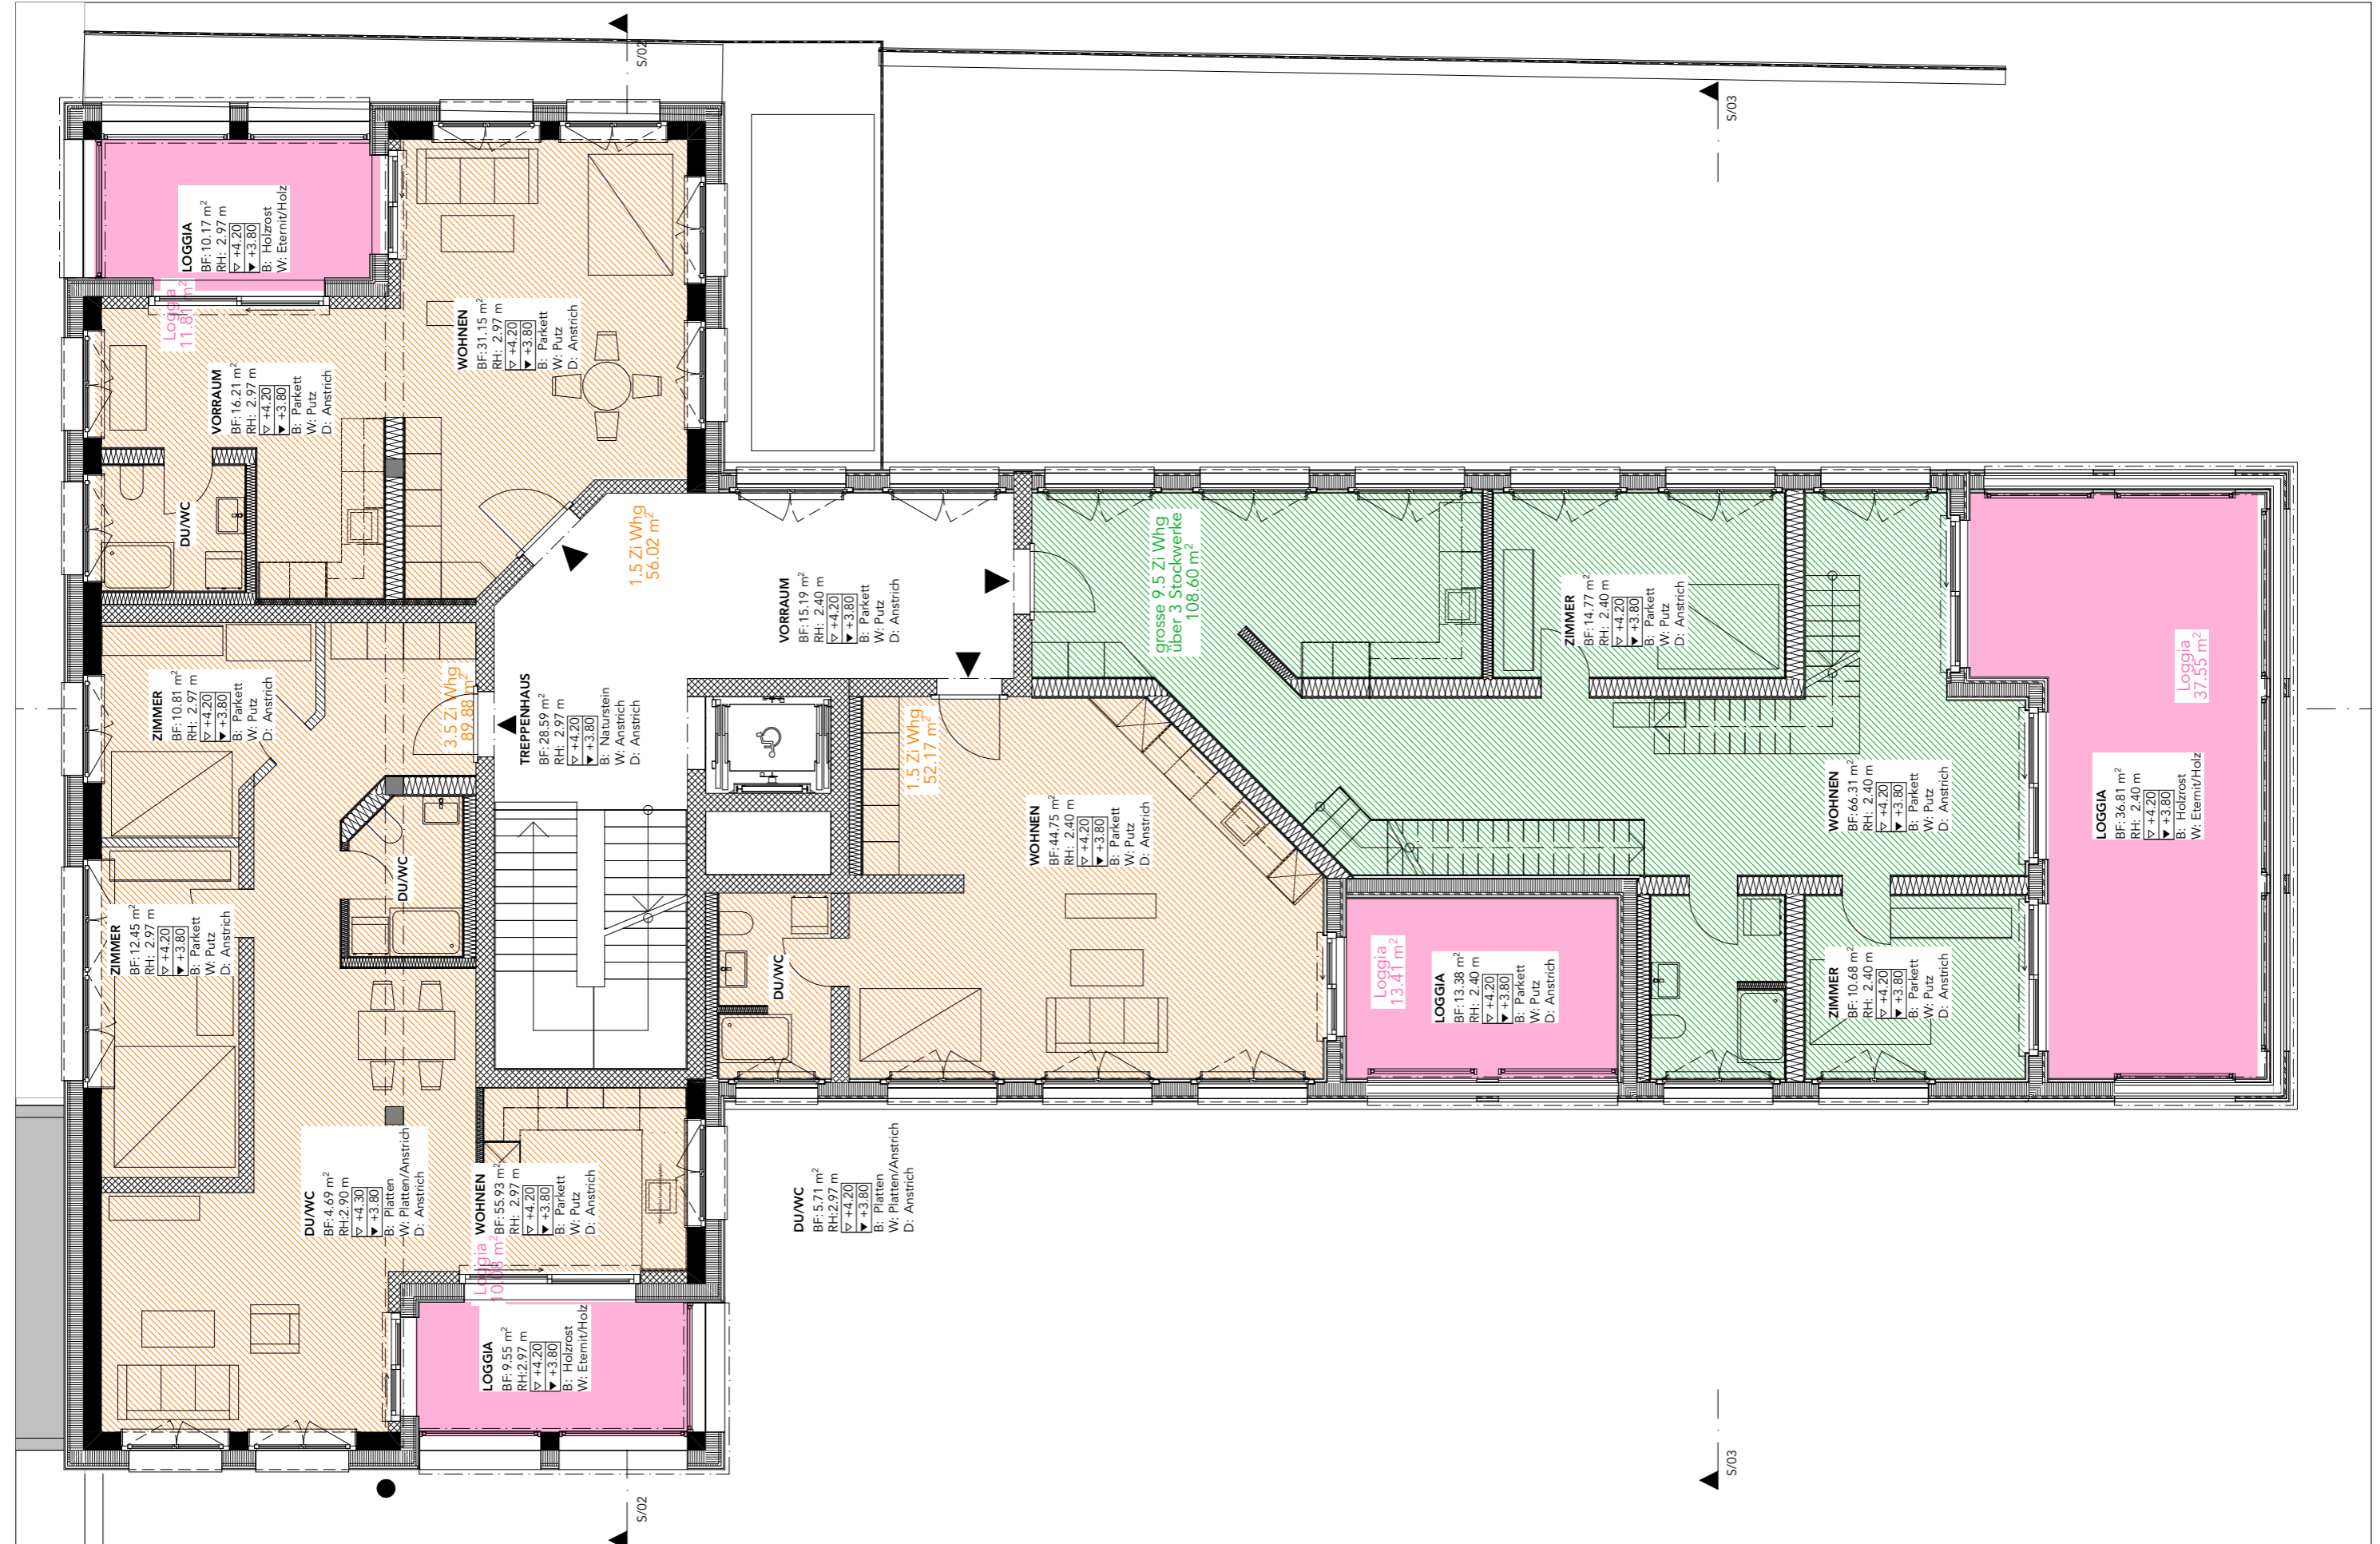 S/02
S/03
LOGGIA
BF: 10.17 m²
RH: 2.97 m
▽ +4.20
▼ +3.80
B: Holzrost
W: Eternit/Holz
Loggia
11.81 m²
VORRAUM
BF: 16.21 m²
RH: 2.97 m
▽ +4.20
▼ +3.80
B: Parkett
W: Putz
D: Anstrich
WOHNEN
BF: 31.15 m²
RH: 2.97 m
▽ +4.20
▼ +3.80
B: Parkett
W: Putz
D: Anstrich
DU/WC
1.5 Zi Whg
56.02 m²
VORRAUM
BF: 15.19 m²
RH: 2.40 m
▽ +4.20
▼ +3.80
B: Parkett
W: Putz
D: Anstrich
grosse 9.5 Zi Whg
über 3 Stockwerke
108.60 m²
ZIMMER
BF: 14.77 m²
RH: 2.40 m
▽ +4.20
▼ +3.80
B: Parkett
W: Putz
D: Anstrich
Loggia
37.55 m²
ZIMMER
BF: 10.81 m²
RH: 2.97 m
▽ +4.20
▼ +3.80
B: Parkett
W: Putz
D: Anstrich
3.5 Zi Whg
89.88 m²
TREPPENHAUS
BF: 28.59 m²
RH: 2.97 m
▽ +4.20
▼ +3.80
B: Naturstein
W: Anstrich
D: Anstrich
1.5 Zi Whg
52.17 m²
WOHNEN
BF: 44.75 m²
RH: 2.40 m
▽ +4.20
▼ +3.80
B: Parkett
W: Putz
D: Anstrich
WOHNEN
BF: 66.31 m²
RH: 2.40 m
▽ +4.20
▼ +3.80
B: Parkett
W: Putz
D: Anstrich
LOGGIA
BF: 36.81 m²
RH: 2.40 m
▽ +4.20
▼ +3.80
B: Holzrost
W: Eternit/Holz
DU/WC
ZIMMER
BF: 12.45 m²
RH: 2.97 m
▽ +4.20
▼ +3.80
B: Parkett
W: Putz
D: Anstrich
DU/WC
Loggia
13.41 m²
LOGGIA
BF: 13.38 m²
RH: 2.40 m
▽ +4.20
▼ +3.80
B: Parkett
W: Putz
D: Anstrich
ZIMMER
BF: 10.68 m²
RH: 2.40 m
▽ +4.20
▼ +3.80
B: Parkett
W: Putz
D: Anstrich
DU/WC
BF: 4.69 m²
RH:2.90 m
▽ +4.30
▼ +3.80
B: Platten
W: Platten/Anstrich
D: Anstrich
WOHNEN
BF: 55.93 m²
RH: 2.97 m
▽ +4.20
▼ +3.80
B: Parkett
W: Putz
D: Anstrich
DU/WC
BF: 5.71 m²
RH:2.97 m
▽ +4.20
▼ +3.80
B: Platten
W: Platten/Anstrich
D: Anstrich
Loggia
m²
LOGGIA
BF: 9.55 m²
RH:2.97 m
▽ +4.20
▼ +3.80
B: Holzrost
W: Eternit/Holz
S/02
S/03